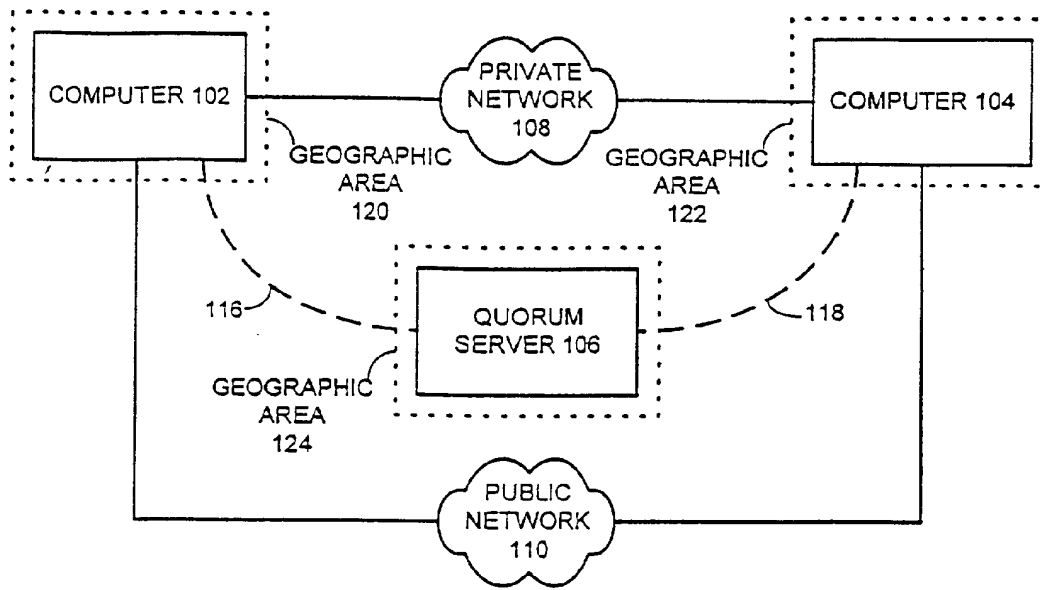 COMPUTER 102
PRIVATE
NETWORK
108
COMPUTER 104
GEOGRAPHIC
AREA
120
GEOGRAPHIC
AREA
122
116
QUORUM
SERVER 106
118
GEOGRAPHIC
AREA
124
PUBLIC
NETWORK
110